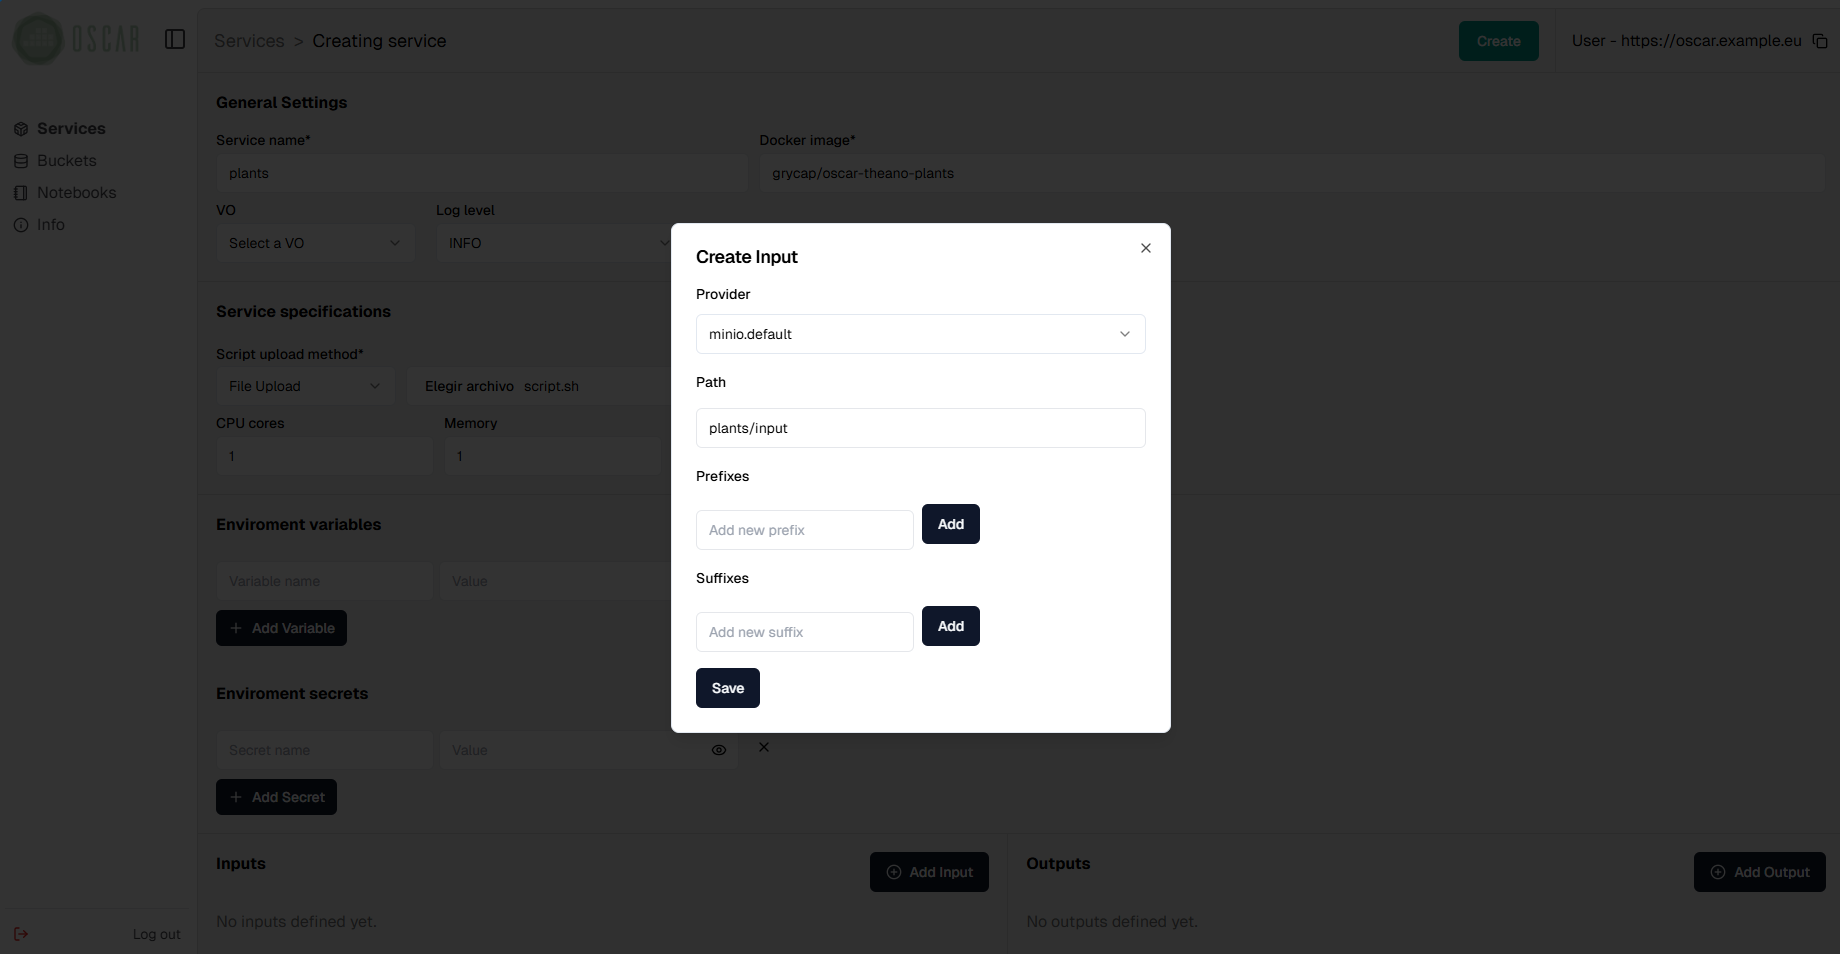 OSCAR
Services > Creating service
Create
User - https://oscar.example.eu
Services
Buckets
Notebooks
Info
General Settings
Service name*
Docker image*
plants
grycap/oscar-theano-plants
VO
Log level
Select a VO
INFO
Service specifications
Script upload method*
File Upload
Elegir archivo script.sh
CPU cores
Memory
1
1
Enviroment variables
Variable name
Value
Add Variable
Enviroment secrets
Secret name
Value
Add Secret
Inputs
Add Input
No inputs defined yet.
Outputs
Add Output
No outputs defined yet.
Log out
Create Input
Provider
minio.default
Path
plants/input
Prefixes
Add new prefix
Add
Suffixes
Add new suffix
Add
Save